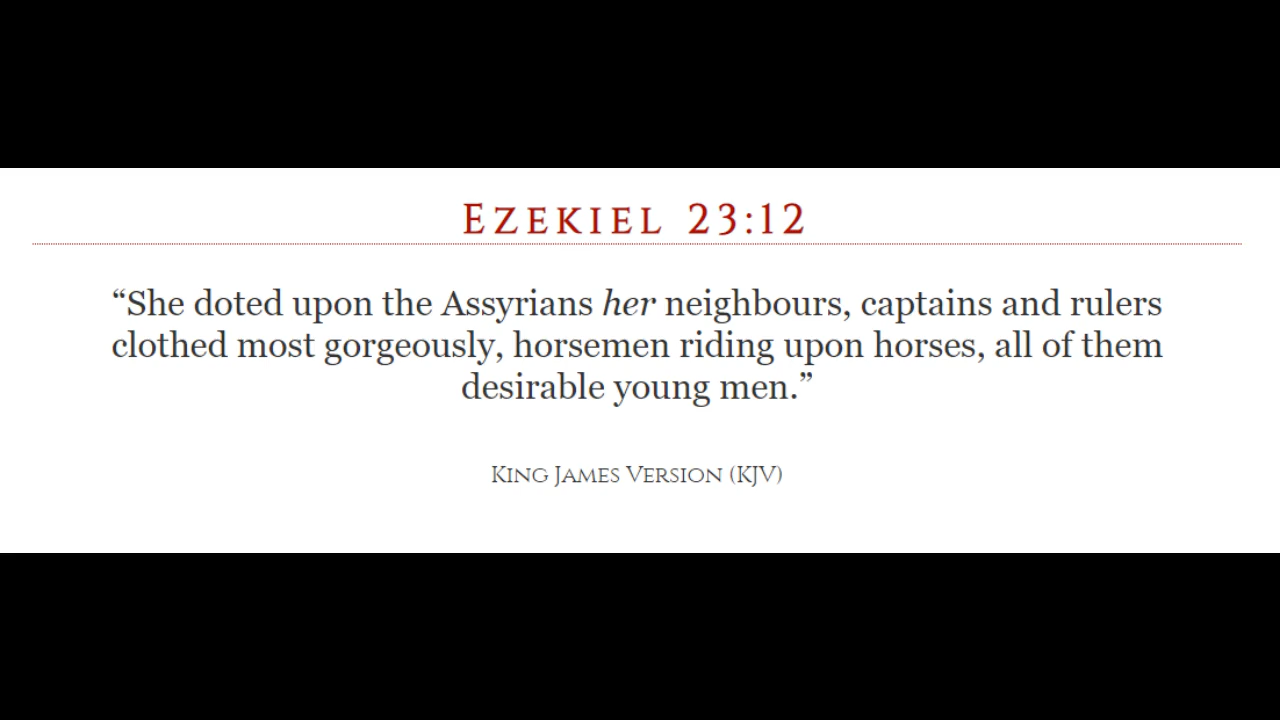 EZEKIEL 23:12
“She doted upon the Assyrians her neighbours, captains and rulers
clothed most gorgeously, horsemen riding upon horses, all of them
desirable young men.”
KING JAMES VERSION (KJV)